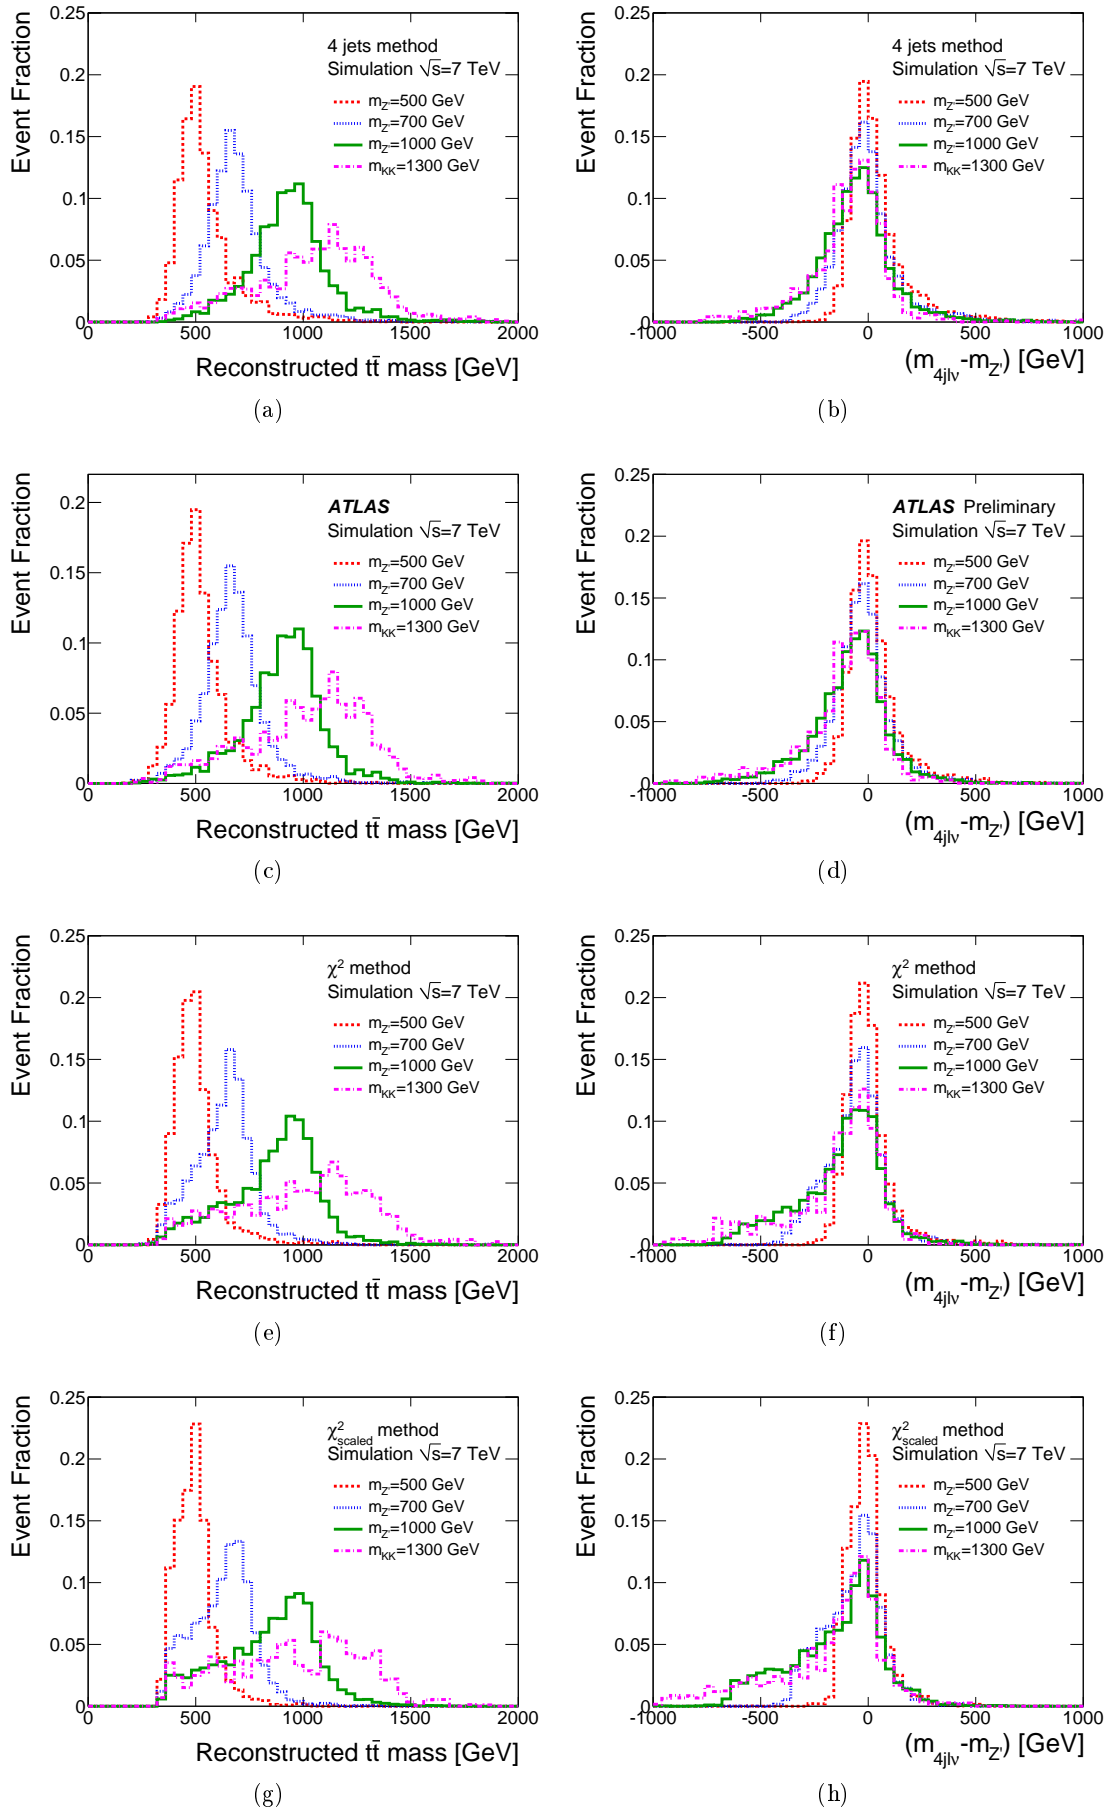 0.25
0.2
0.15
0.1
0.05
0
Event Fraction
4 jets method
Simulation √s=7 TeV
m_Z'=500 GeV
m_Z'=700 GeV
m_Z'=1000 GeV
m_KK=1300 GeV
0 500 1000 1500 2000
Reconstructed tt̄ mass [GeV]
(a)
0.25
0.2
0.15
0.1
0.05
0
Event Fraction
4 jets method
Simulation √s=7 TeV
m_Z'=500 GeV
m_Z'=700 GeV
m_Z'=1000 GeV
m_KK=1300 GeV
-1000 -500 0 500 1000
(m_4jlν-m_Z') [GeV]
(b)
0.2
0.15
0.1
0.05
0
Event Fraction
ATLAS
Simulation √s=7 TeV
m_Z'=500 GeV
m_Z'=700 GeV
m_Z'=1000 GeV
m_KK=1300 GeV
0 500 1000 1500 2000
Reconstructed tt̄ mass [GeV]
(c)
0.25
0.2
0.15
0.1
0.05
0
Event Fraction
ATLAS Preliminary
Simulation √s=7 TeV
m_Z'=500 GeV
m_Z'=700 GeV
m_Z'=1000 GeV
m_KK=1300 GeV
-1000 -500 0 500 1000
(m_4jlν-m_Z') [GeV]
(d)
0.25
0.2
0.15
0.1
0.05
0
Event Fraction
χ² method
Simulation √s=7 TeV
m_Z'=500 GeV
m_Z'=700 GeV
m_Z'=1000 GeV
m_KK=1300 GeV
0 500 1000 1500 2000
Reconstructed tt̄ mass [GeV]
(e)
0.25
0.2
0.15
0.1
0.05
0
Event Fraction
χ² method
Simulation √s=7 TeV
m_Z'=500 GeV
m_Z'=700 GeV
m_Z'=1000 GeV
m_KK=1300 GeV
-1000 -500 0 500 1000
(m_4jlν-m_Z') [GeV]
(f)
0.25
0.2
0.15
0.1
0.05
0
Event Fraction
χ²_scaled method
Simulation √s=7 TeV
m_Z'=500 GeV
m_Z'=700 GeV
m_Z'=1000 GeV
m_KK=1300 GeV
0 500 1000 1500 2000
Reconstructed tt̄ mass [GeV]
(g)
0.25
0.2
0.15
0.1
0.05
0
Event Fraction
χ²_scaled method
Simulation √s=7 TeV
m_Z'=500 GeV
m_Z'=700 GeV
m_Z'=1000 GeV
m_KK=1300 GeV
-1000 -500 0 500 1000
(m_4jlν-m_Z') [GeV]
(h)